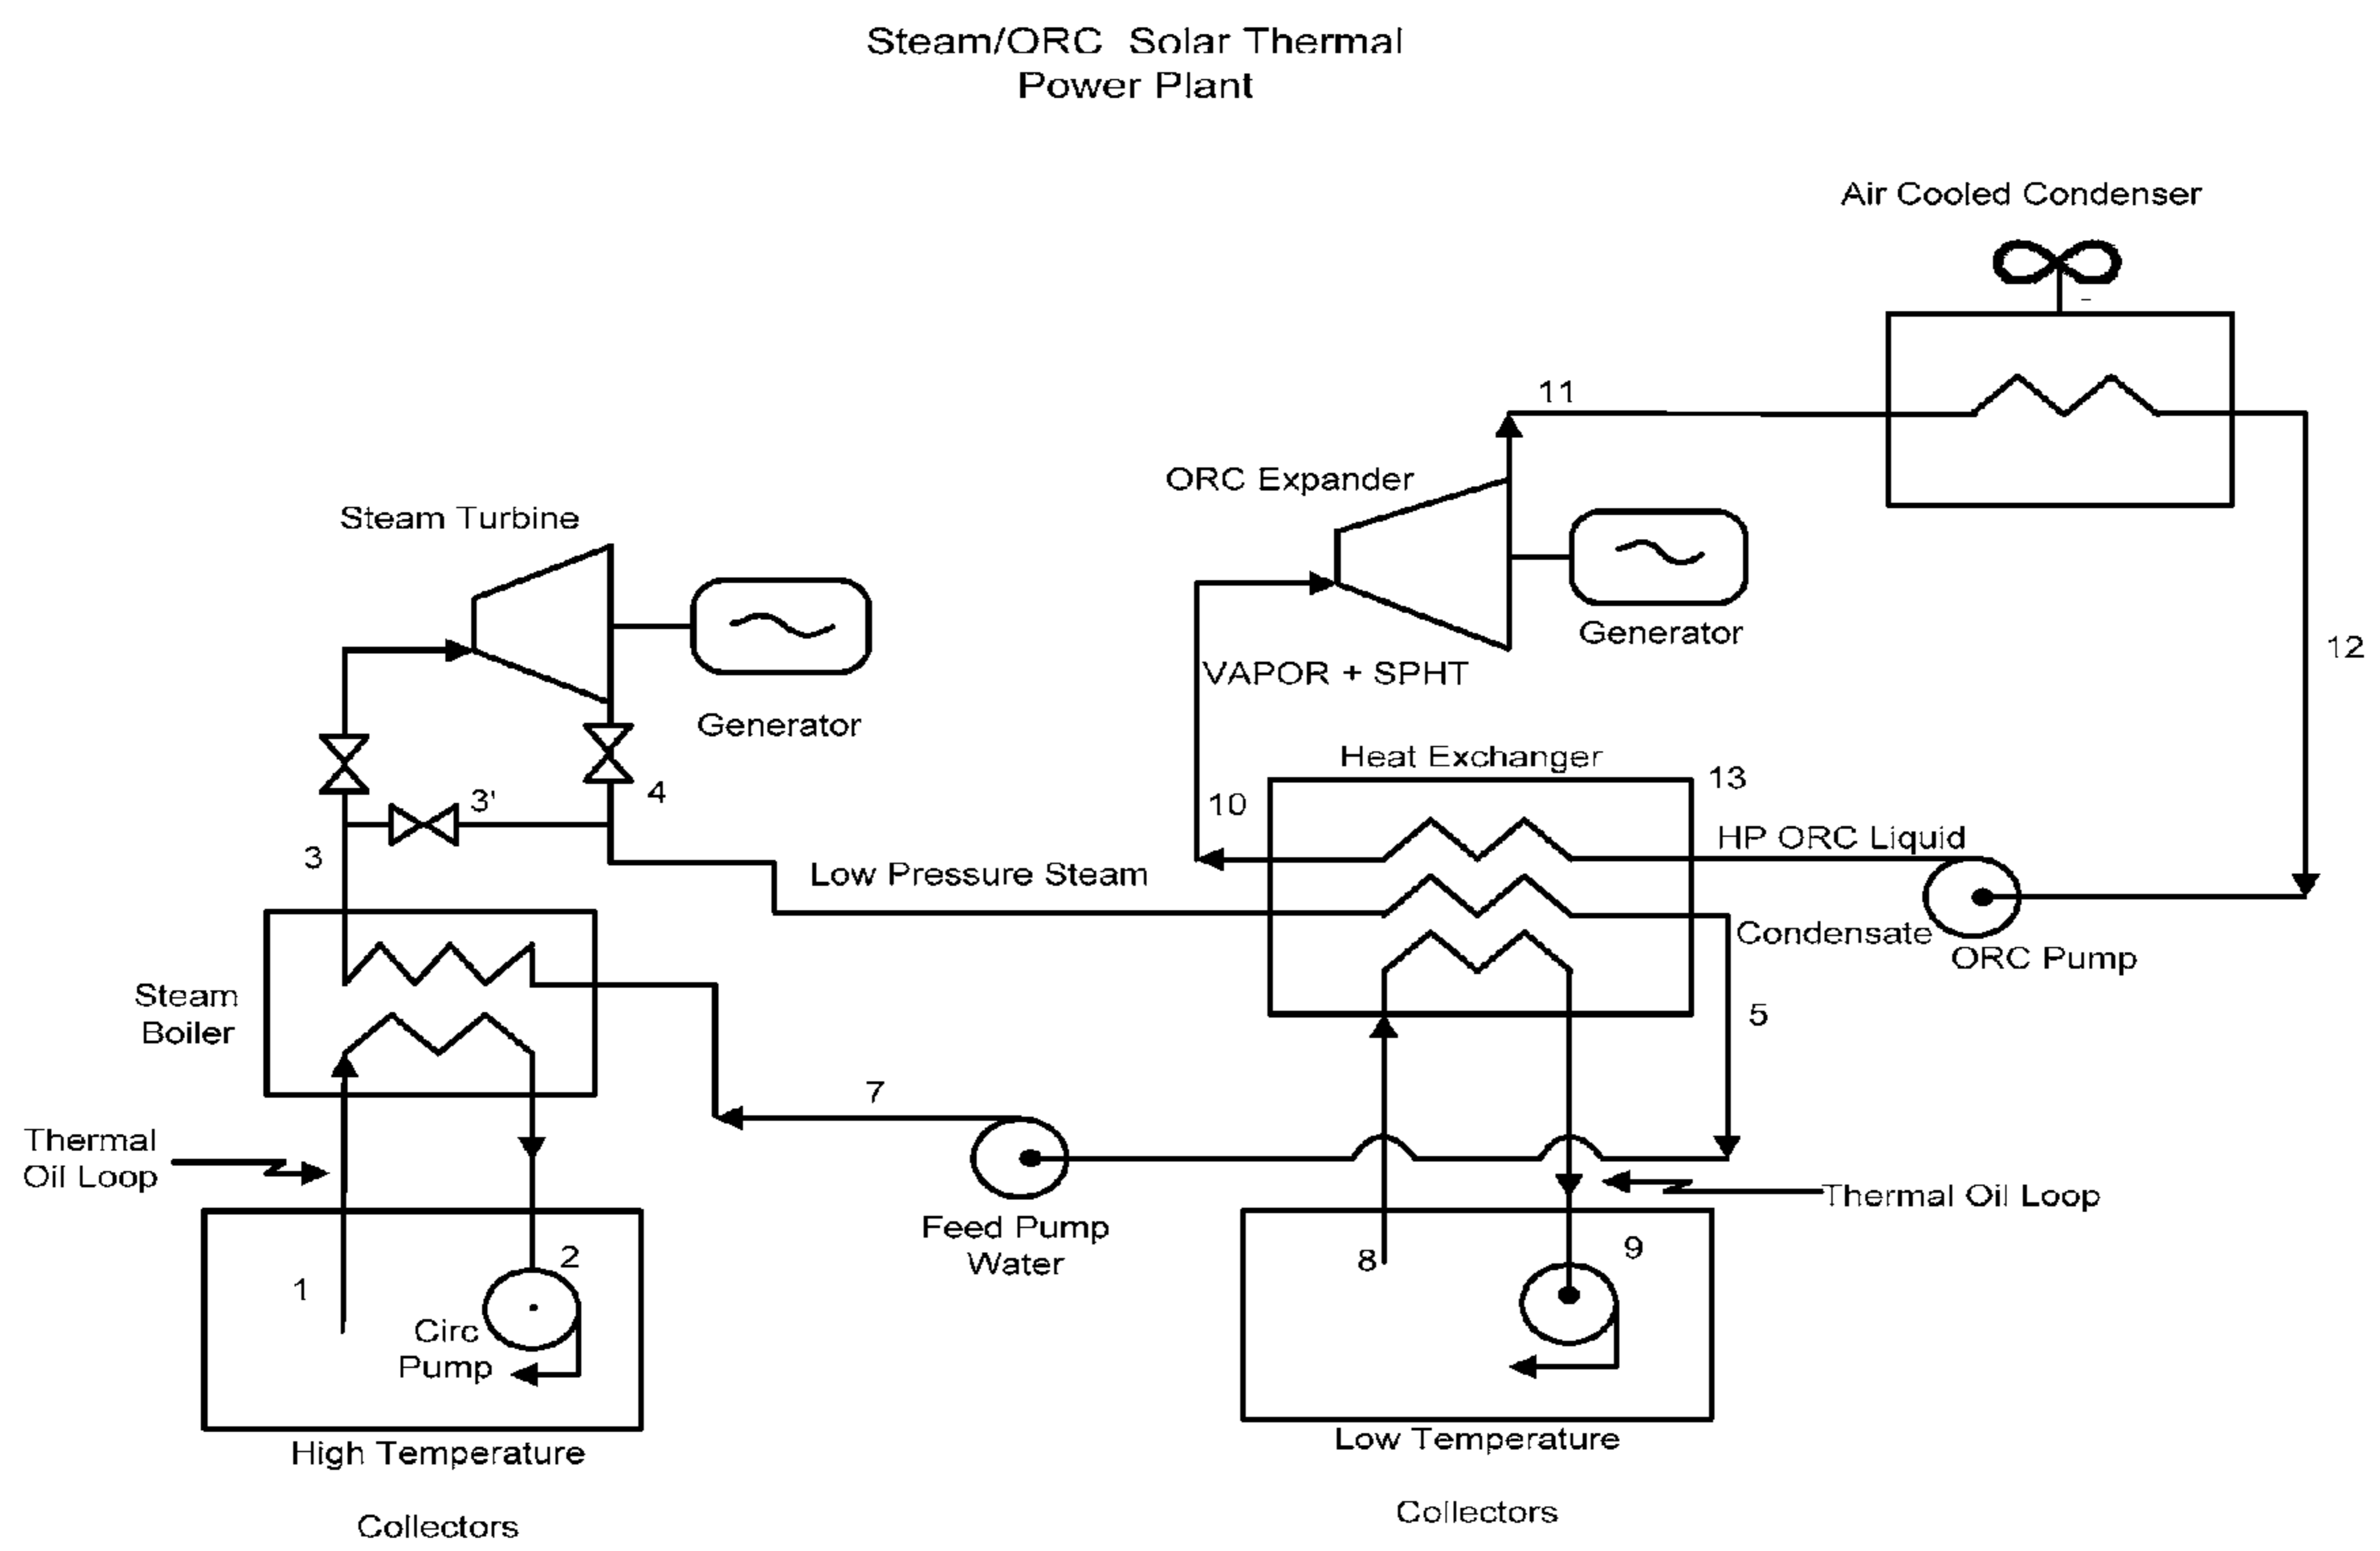 Steam/ORC Solar Thermal
Power Plant
Air Cooled Condenser
11
ORC Expander
Steam Turbine
Generator
12
VAPOR + SPHT
Generator
Heat Exchanger
13
4
3'
10
HP ORC Liquid
3
Low Pressure Steam
Condensate
ORC Pump
Steam
Boiler
5
7
Thermal
Oil Loop
Thermal Oil Loop
Feed Pump
Water
1
2
8
9
Circ
Pump
High Temperature
Collectors
Low Temperature
Collectors